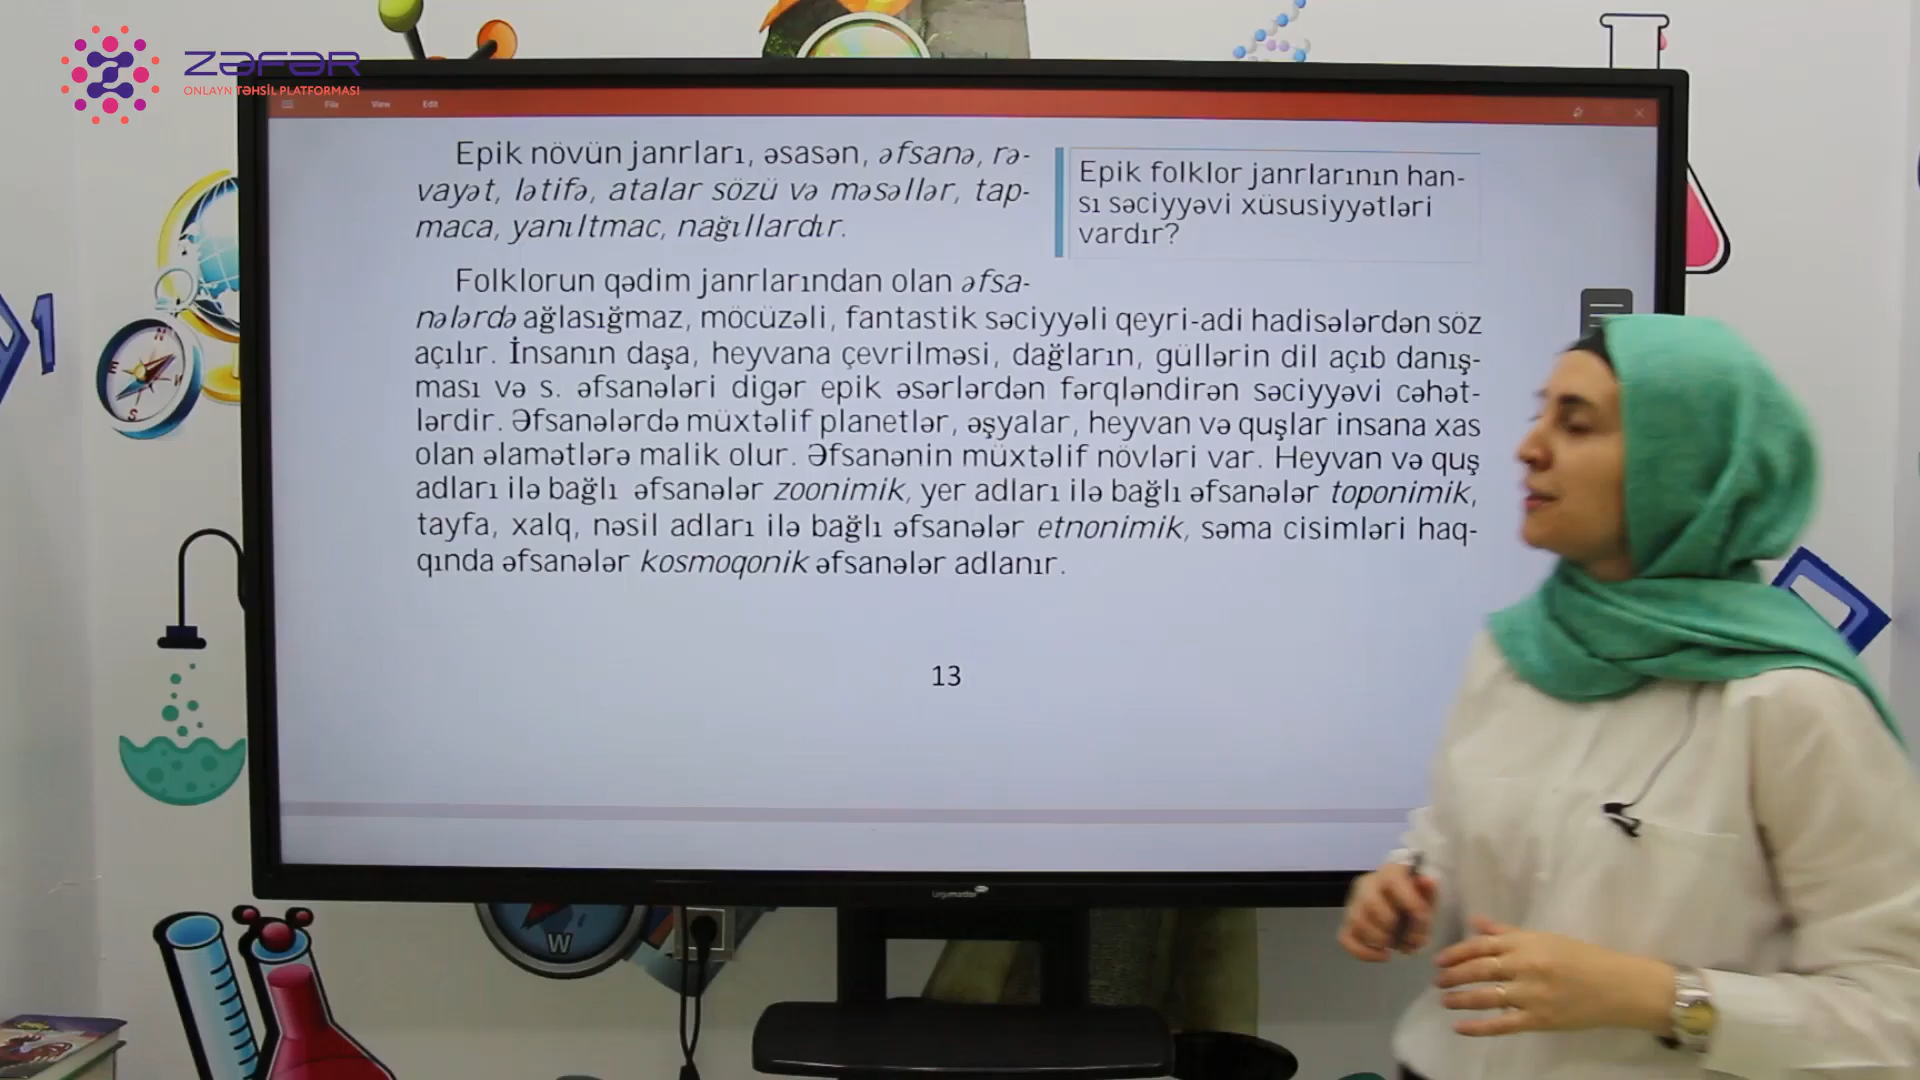 ZƏFƏR
ONLAYN TƏHSİL PLATFORMASI
File View Edit
Epik növün janrları, əsasən, əfsanə, rə-
vayət, lətifə, atalar sözü və məsəllər, tap-
maca, yanıltmac, nağıllardır.
Epik folklor janrlarının han-
sı səciyyəvi xüsusiyyətləri
vardır?
Folklorun qədim janrlarından olan əfsa-
nələrdə ağlasığmaz, möcüzəli, fantastik səciyyəli qeyri-adi hadisələrdən söz
açılır. İnsanın daşa, heyvana çevrilməsi, dağların, güllərin dil açıb danış-
ması və s. əfsanələri digər epik əsərlərdən fərqləndirən səciyyəvi cəhət-
lərdir. Əfsanələrdə müxtəlif planetlər, əşyalar, heyvan və quşlar insana xas
olan əlamətlərə malik olur. Əfsanənin müxtəlif növləri var. Heyvan və quş
adları ilə bağlı əfsanələr zoonimik, yer adları ilə bağlı əfsanələr toponimik,
tayfa, xalq, nəsil adları ilə bağlı əfsanələr etnonimik, səma cisimləri haq-
qında əfsanələr kosmoqonik əfsanələr adlanır.
13
1
N
E
S
W